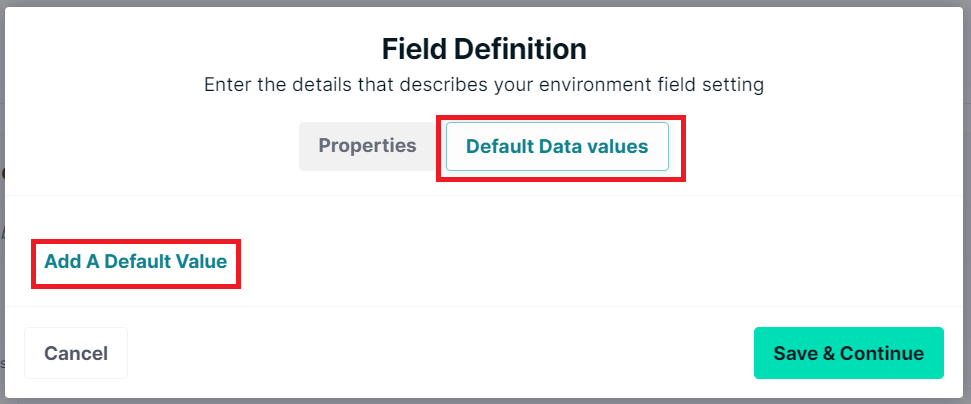 Field Definition
Enter the details that describes your environment field setting
Properties
Default Data values
Add A Default Value
Cancel
Save & Continue